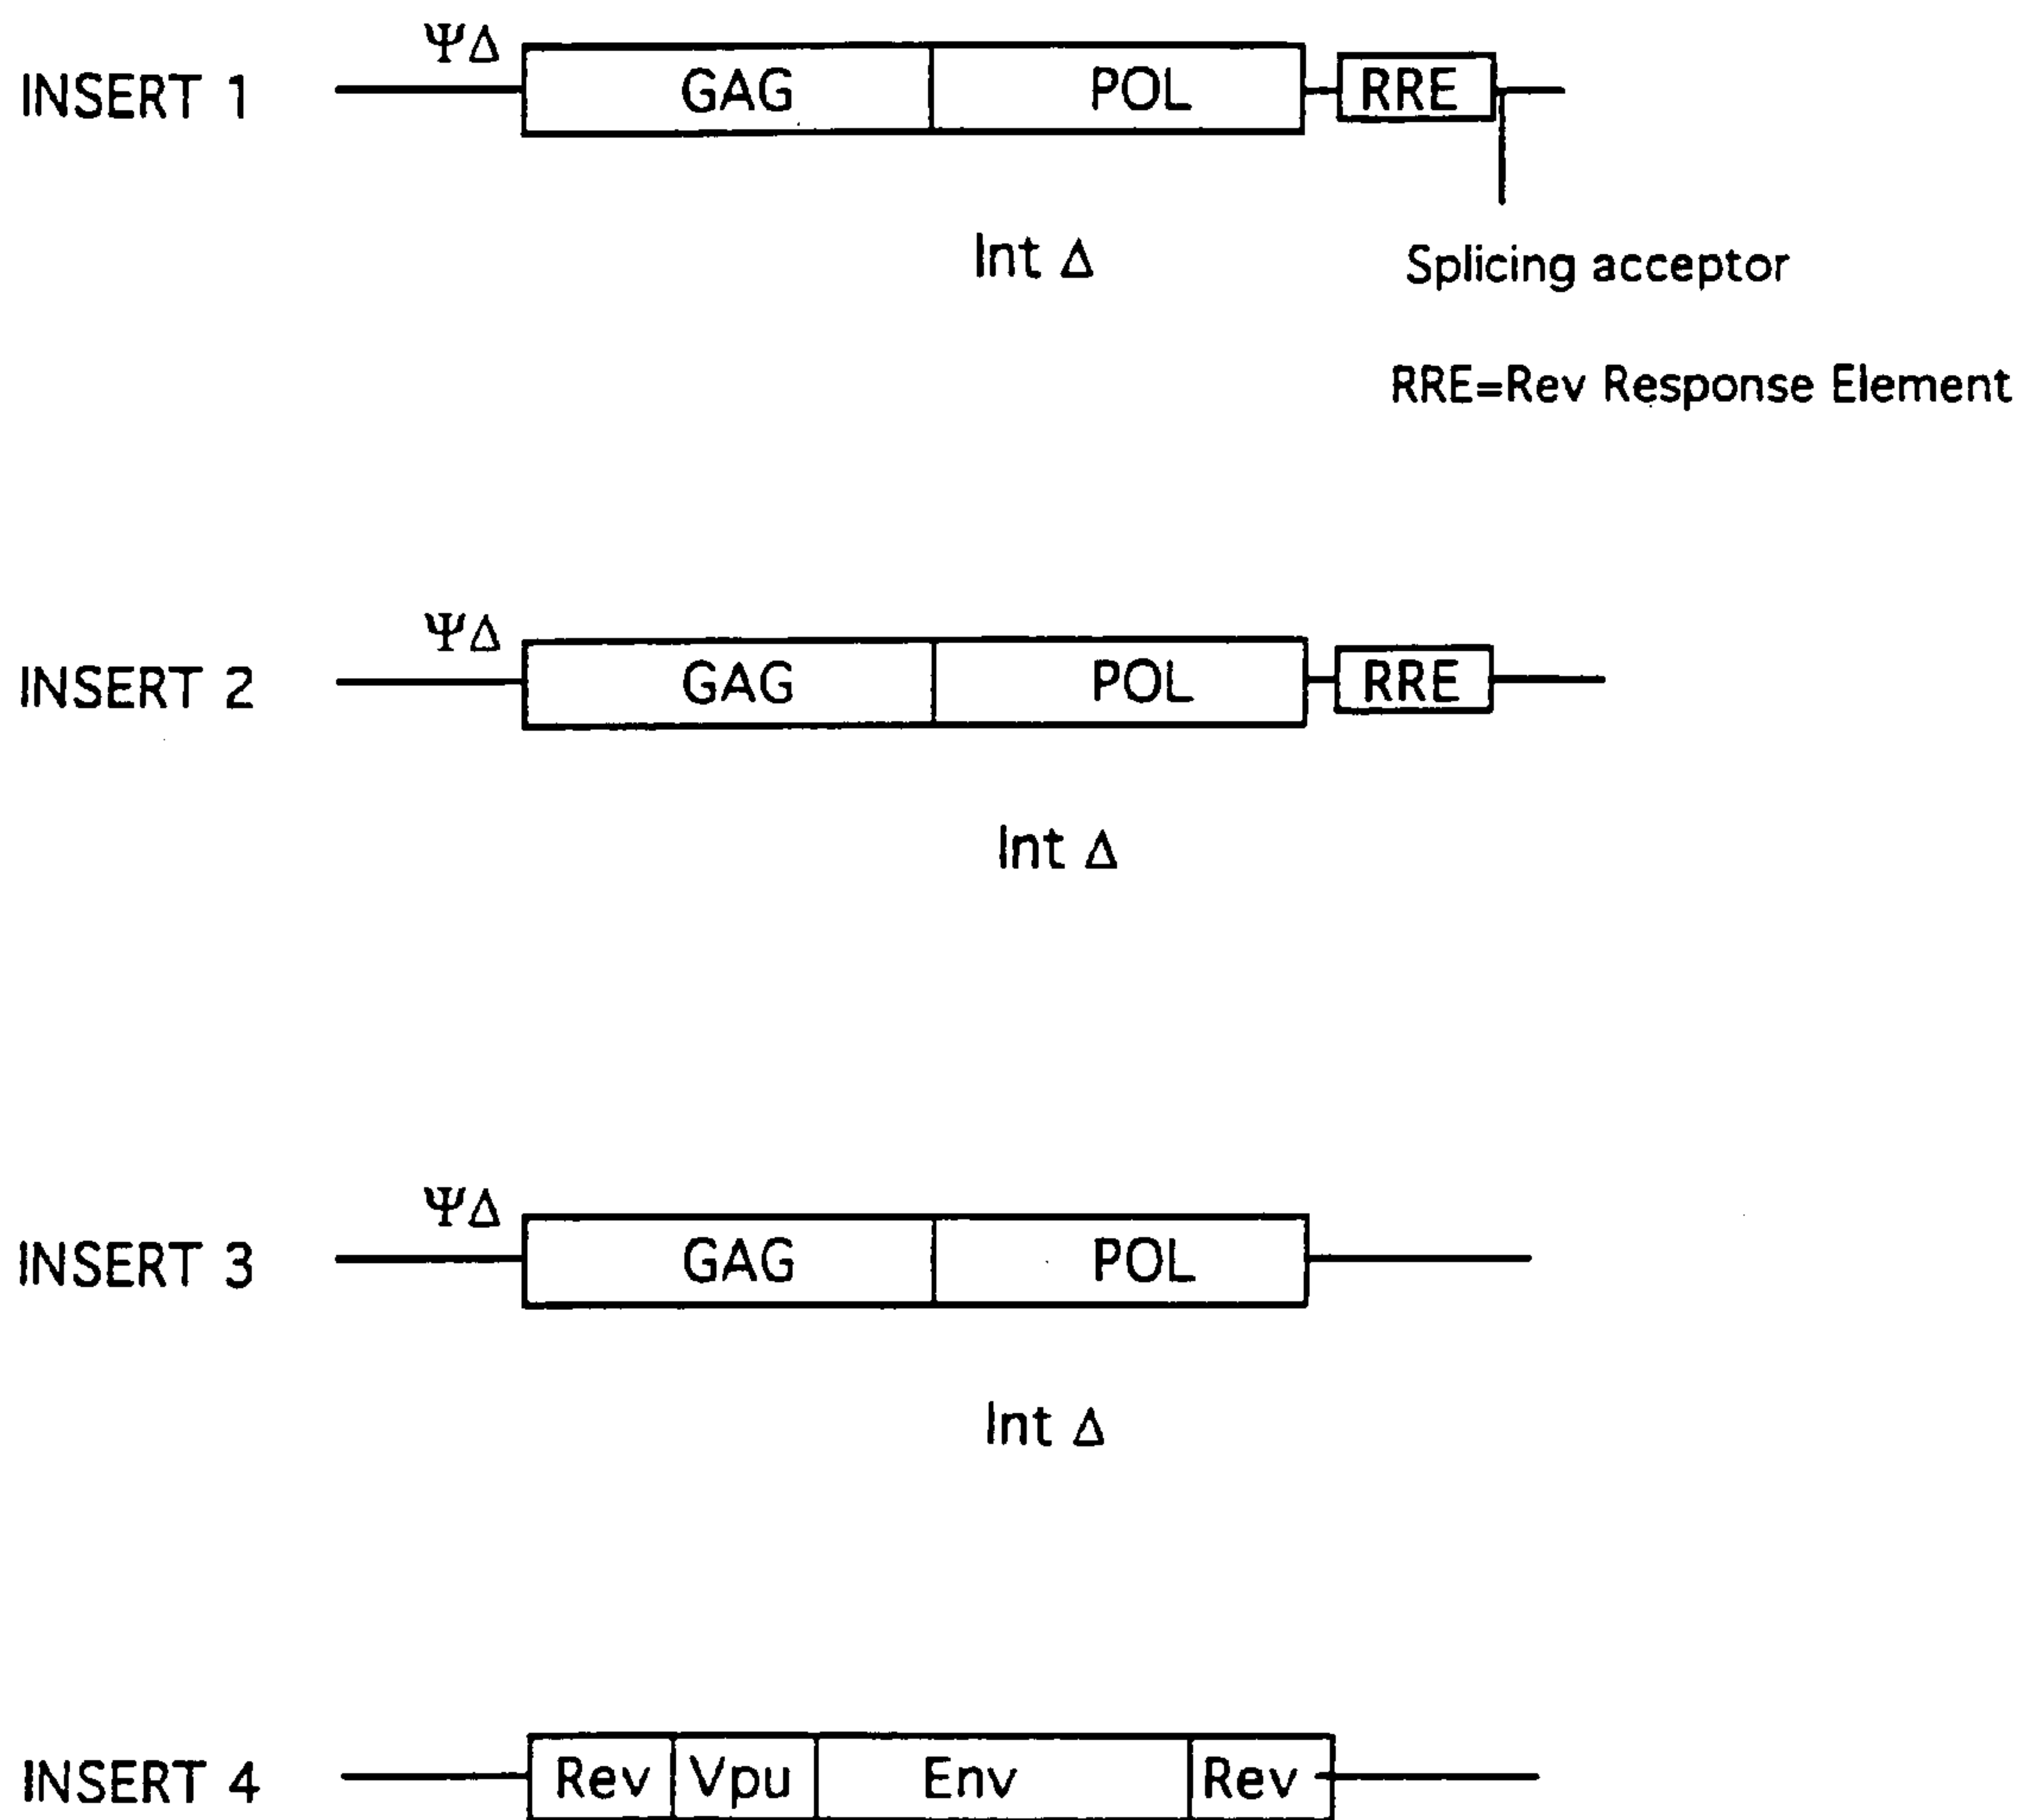 ΨΔ
INSERT 1 GAG POL RRE
Int Δ
Splicing acceptor
RRE=Rev Response Element
ΨΔ
INSERT 2 GAG POL RRE
Int Δ
ΨΔ
INSERT 3 GAG POL
Int Δ
INSERT 4 Rev Vpu Env Rev